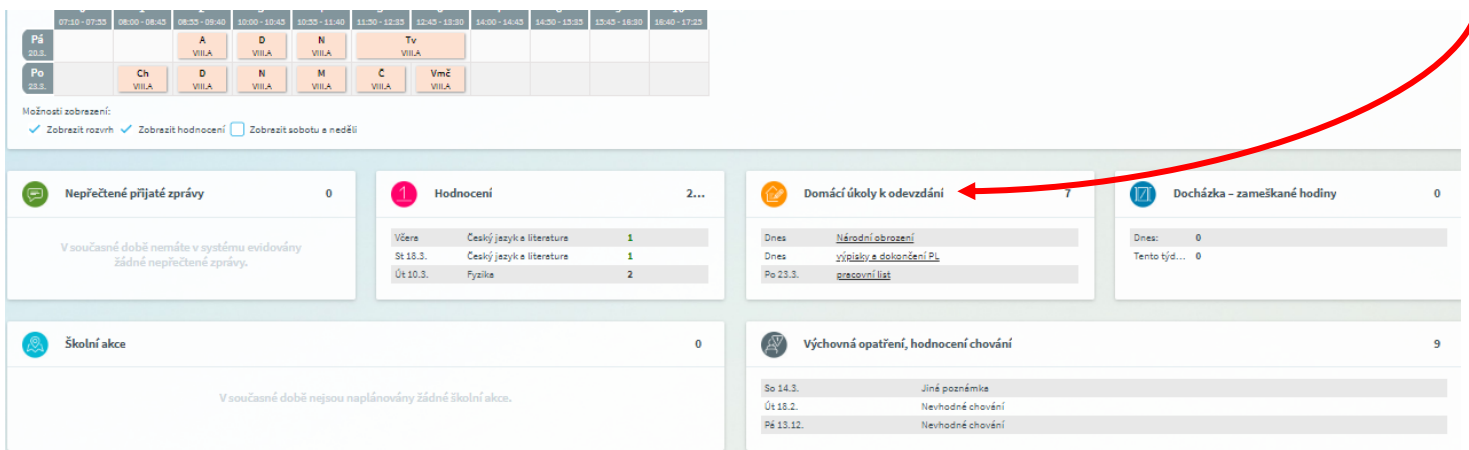 07:10 - 07:55 08:00 - 08:45 08:55 - 09:40 10:00 - 10:45 10:55 - 11:40 11:50 - 12:35 12:45 - 13:30 14:00 - 14:45 14:50 - 15:35 15:45 - 16:30 16:40 - 17:25
Pá A D N Tv
20.3. VIII.A VIII.A VIII.A VIII.A
Po Ch D N M Č Vmč
23.3. VIII.A VIII.A VIII.A VIII.A VIII.A VIII.A
Možnosti zobrazení:
Zobrazit rozvrh Zobrazit hodnocení Zobrazit sobotu a neděli
Nepřečtené přijaté zprávy 0
V současné době nemáte v systému evidovány
žádné nepřečtené zprávy.
1 Hodnocení 2...
Včera Český jazyk a literatura 1
St 18.3. Český jazyk a literatura 1
Út 10.3. Fyzika 2
Domácí úkoly k odevzdání 7
Dnes Národní obrození
Dnes výpisky a dokončení PL
Po 23.3. pracovní list
Docházka – zameškané hodiny 0
Dnes: 0
Tento týd... 0
Školní akce 0
V současné době nejsou naplánovány žádné školní akce.
Výchovná opatření, hodnocení chování 9
So 14.3. Jiná poznámka
Út 18.2. Nevhodné chování
Pá 13.12. Nevhodné chování